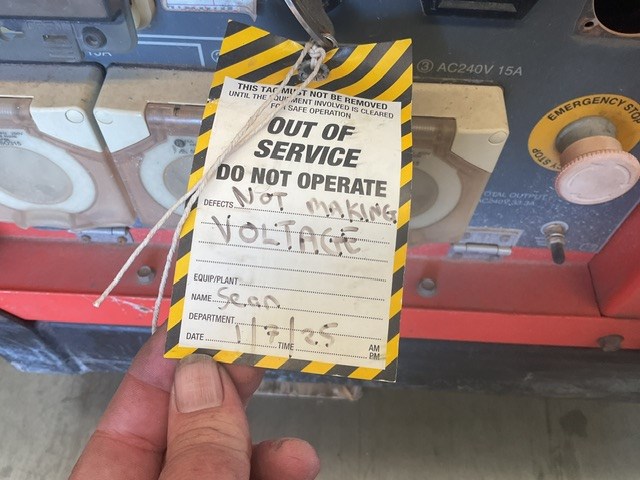 ③ AC240V 15A
THIS TAG MUST NOT BE REMOVED
UNTIL THE EQUIPMENT INVOLVED IS CLEARED
FOR SAFE OPERATION
OUT OF
SERVICE
DO NOT OPERATE
DEFECTS NOT MAKING
VOLTAGE
EQUIP/PLANT
NAME Sean
DEPARTMENT
DATE 1/7/25 TIME AM
PM
EMERGENCY STOP
STOP